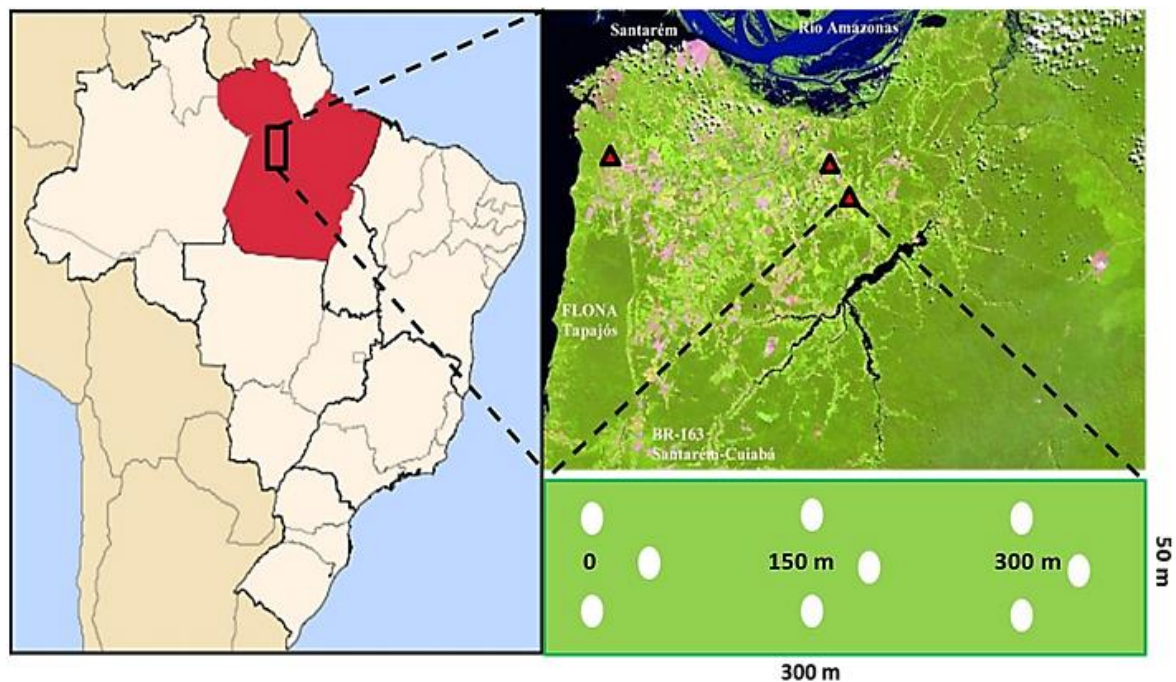 Santarém
Rio Amazonas
FLONA
Tapajós
BR-163
Santarém-Cuiabá
0
150 m
300 m
50 m
300 m